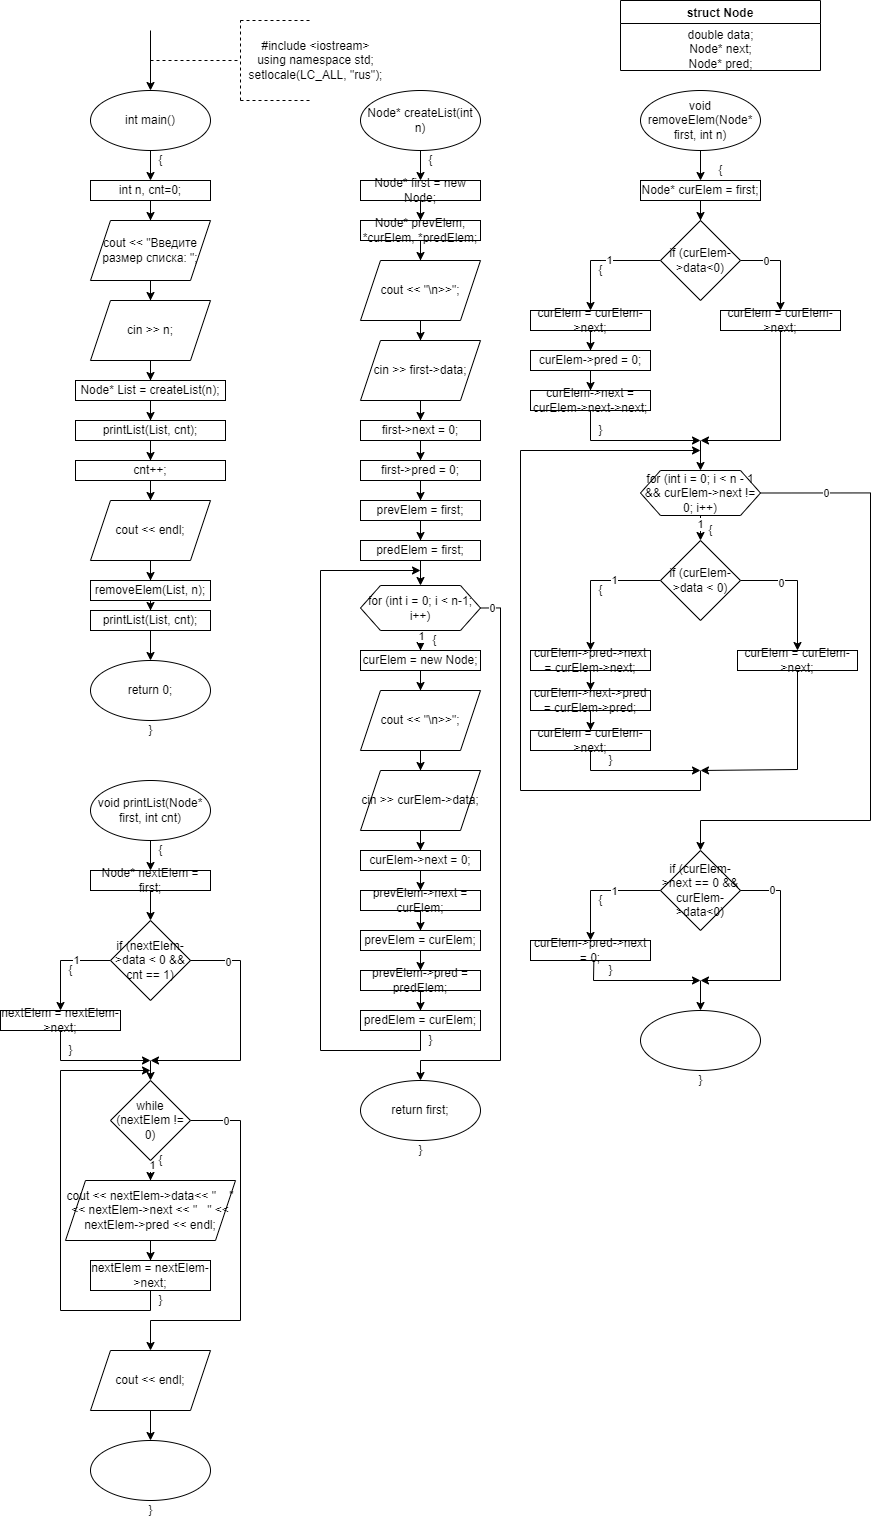 #include <iostream>
using namespace std;
setlocale(LC_ALL, "rus");
int main()
{
int n, cnt=0;
cout << "Введите
размер списка: ";
cin >> n;
Node* List = createList(n);
printList(List, cnt);
cnt++;
cout << endl;
removeElem(List, n);
printList(List, cnt);
return 0;
}
void printList(Node*
first, int cnt)
{
Node* nextElem =
first;
if (nextElem-
>data < 0 &&
cnt == 1)
1
0
{
nextElem = nextElem-
>next;
}
while
(nextElem !=
0)
0
1
{
cout << nextElem->data<< "    "
<< nextElem->next << "   " <<
nextElem->pred << endl;
nextElem = nextElem-
>next;
}
cout << endl;
}
Node* createList(int
n)
{
Node* first = new
Node;
Node* prevElem,
*curElem, *predElem;
cout << "\n>>";
cin >> first->data;
first->next = 0;
first->pred = 0;
prevElem = first;
predElem = first;
for (int i = 0; i < n-1;
i++)
0
1
{
curElem = new Node;
cout << "\n>>";
cin >> curElem->data;
curElem->next = 0;
prevElem->next =
curElem;
prevElem = curElem;
prevElem->pred =
predElem;
predElem = curElem;
}
return first;
}
struct Node
double data;
Node* next;
Node* pred;
void
removeElem(Node*
first, int n)
{
Node* curElem = first;
if (curElem-
>data<0)
1
0
{
curElem = curElem-
>next;
curElem = curElem-
>next;
curElem->pred = 0;
curElem->next =
curElem->next->next;
}
for (int i = 0; i < n - 1
&& curElem->next !=
0; i++)
0
1
{
if (curElem-
>data < 0)
1
0
{
curElem->pred->next
= curElem->next;
curElem = curElem-
>next;
curElem->next->pred
= curElem->pred;
curElem = curElem-
>next;
}
if (curElem-
>next == 0 &&
curElem-
>data<0)
1
0
{
curElem->pred->next
= 0;
}
}